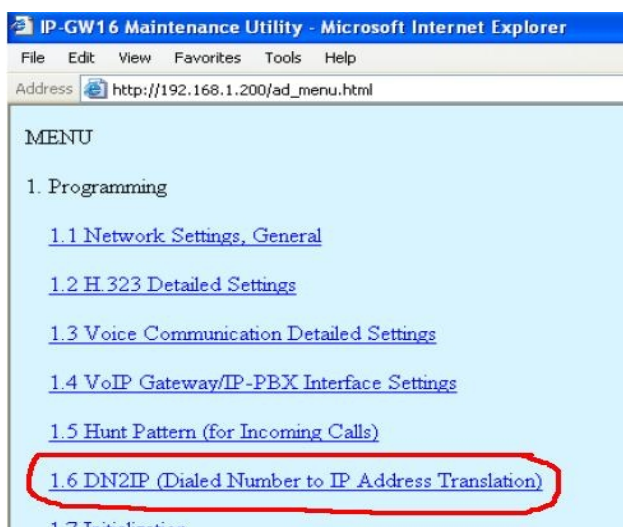 IP-GW16 Maintenance Utility - Microsoft Internet Explorer
File Edit View Favorites Tools Help
Address http://192.168.1.200/ad_menu.html
MENU
1. Programming
1.1 Network Settings, General
1.2 H.323 Detailed Settings
1.3 Voice Communication Detailed Settings
1.4 VoIP Gateway/IP-PBX Interface Settings
1.5 Hunt Pattern (for Incoming Calls)
1.6 DN2IP (Dialed Number to IP Address Translation)
1.7 Initialization